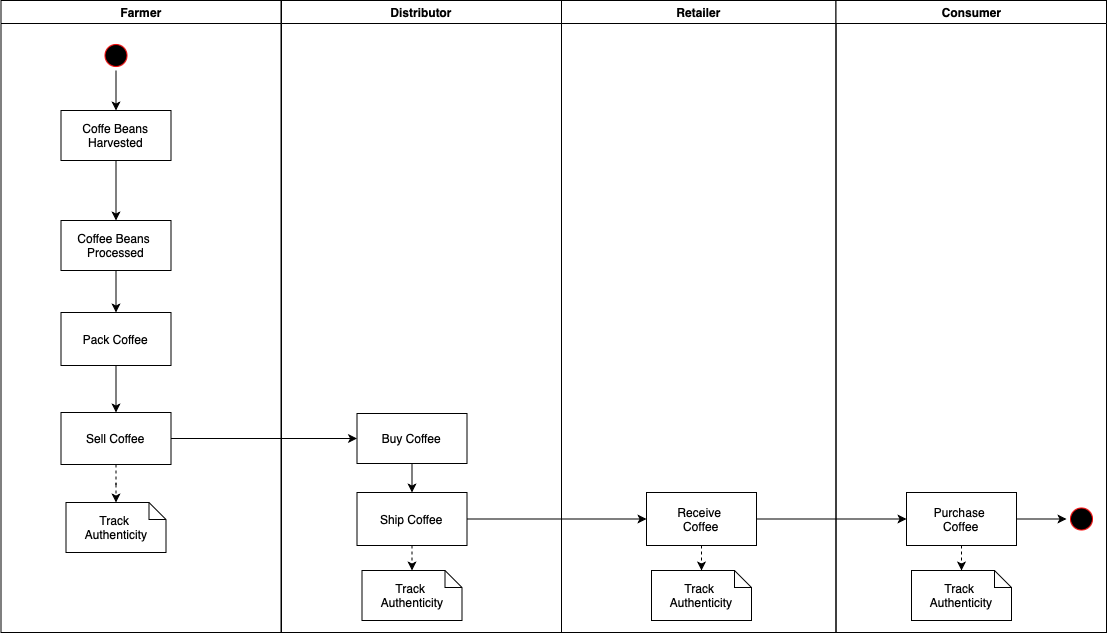 Farmer
Distributor
Retailer
Consumer
Coffe Beans
Harvested
Coffee Beans
Processed
Pack Coffee
Sell Coffee
Track
Authenticity
Buy Coffee
Ship Coffee
Track
Authenticity
Receive
Coffee
Track
Authenticity
Purchase
Coffee
Track
Authenticity